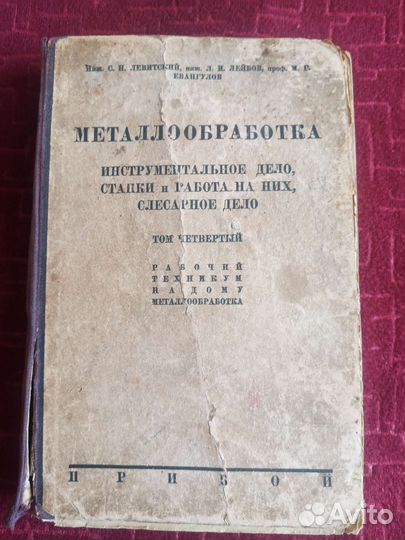 Инж. С. Н. ЛЕВИТСКИЙ, инж. Л. И. ЛЕЙБОВ, проф. М. Г.
ЕВАНГУЛОВ
МЕТАЛЛООБРАБОТКА
ИНСТРУМЕНТАЛЬНОЕ ДЕЛО,
СТАНКИ и РАБОТА НА НИХ,
СЛЕСАРНОЕ ДЕЛО
ТОМ ЧЕТВЕРТЫЙ
РАБОЧИЙ
ТЕХНИКУМ
НА ДОМУ
МЕТАЛЛООБРАБОТКА
ПРИБОЙ
Avito